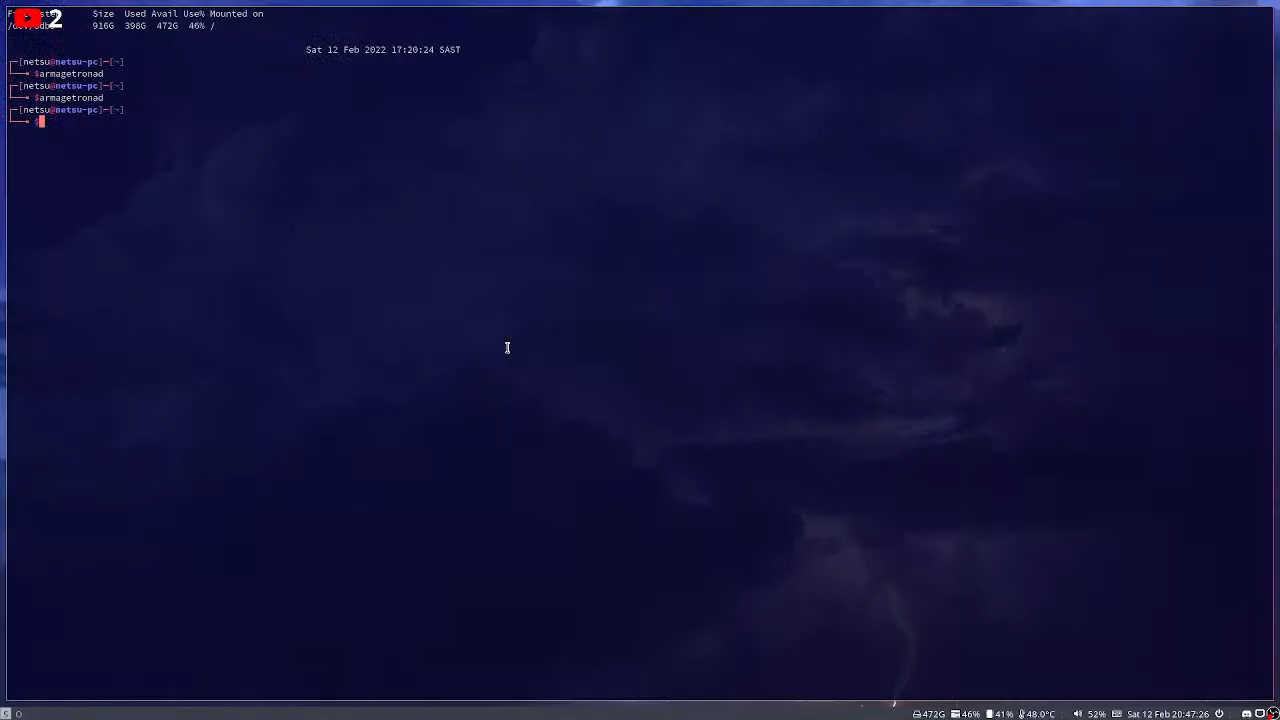 2
Size Used Avail Use% Mounted on
916G 398G 472G 46% /
Sat 12 Feb 2022 17:20:24 SAST
[netsu@netsu-pc]—[~]
$armagetronad
[netsu@netsu-pc]—[~]
$armagetronad
[netsu@netsu-pc]—[~]
$
S
472G 46% 41% 48.0°C 52% Sat 12 Feb 20:47:26